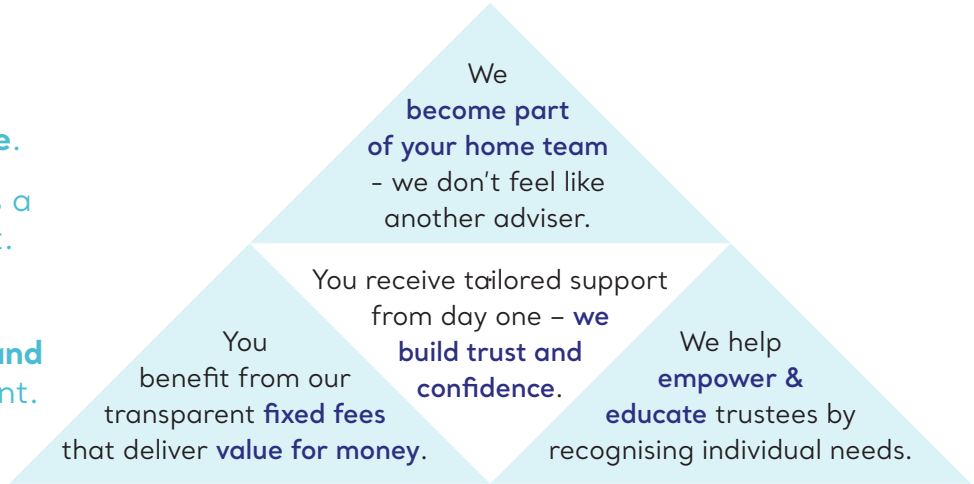 e.
s a
t.
und
nt.
We
become part
of your home team
- we don't feel like
another adviser.
You receive tailored support
from day one – we
build trust and
confidence.
You
benefit from our
transparent fixed fees
that deliver value for money.
We help
empower &
educate trustees by
recognising individual needs.